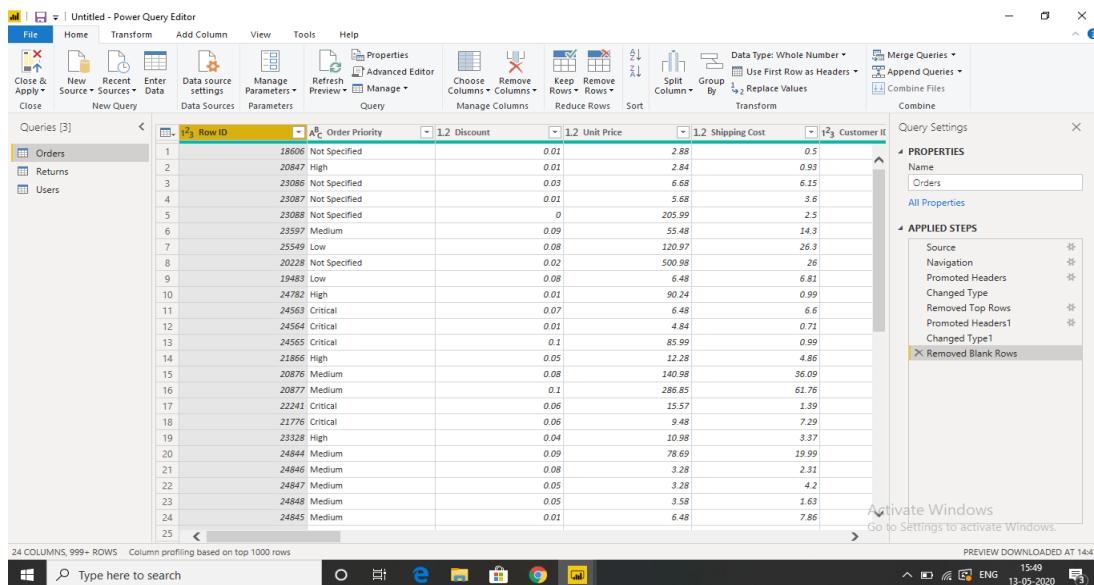 Untitled - Power Query Editor
File Home Transform Add Column View Tools Help
Close & Apply New Source Recent Sources Enter Data Data source settings Manage Parameters Refresh Preview Properties Advanced Editor Manage Choose Columns Remove Columns Keep Rows Remove Rows Split Column Group By Data Type: Whole Number Use First Row as Headers Replace Values Merge Queries Append Queries Combine Files
Close New Query Data Sources Parameters Query Manage Columns Reduce Rows Sort Transform Combine
Queries [3]
Orders
Returns
Users
Row ID Order Priority 1.2 Discount 1.2 Unit Price 1.2 Shipping Cost
1 18606 Not Specified 0.01 2.88 0.5
2 20847 High 0.01 2.84 0.93
3 23086 Not Specified 0.03 6.68 6.15
4 23087 Not Specified 0.01 5.68 3.6
5 23088 Not Specified 0 205.99 2.5
6 23597 Medium 0.09 55.48 14.3
7 25549 Low 0.08 120.97 26.3
8 20228 Not Specified 0.02 500.98 26
9 19483 Low 0.08 6.48 6.81
10 24782 High 0.01 90.24 0.99
11 24563 Critical 0.07 6.48 6.6
12 24564 Critical 0.01 4.84 0.71
13 24565 Critical 0.1 85.99 0.99
14 21866 High 0.05 12.28 4.86
15 20876 Medium 0.08 140.98 36.09
16 20877 Medium 0.1 286.85 61.76
17 22241 Critical 0.06 15.57 1.39
18 21776 Critical 0.06 9.48 7.29
19 23328 High 0.04 10.98 3.37
20 24844 Medium 0.09 78.69 19.99
21 24846 Medium 0.08 3.28 2.31
22 24847 Medium 0.05 3.28 4.2
23 24848 Medium 0.05 3.58 1.63
24 24845 Medium 0.01 6.48 7.86
25
Query Settings
PROPERTIES
Name
Orders
All Properties
APPLIED STEPS
Source
Navigation
Promoted Headers
Changed Type
Removed Top Rows
Promoted Headers1
Changed Type1
Removed Blank Rows
Activate Windows
Go to Settings to activate Windows.
24 COLUMNS, 999+ ROWS Column profiling based on top 1000 rows
Type here to search
ENG
15:49
13-05-2020